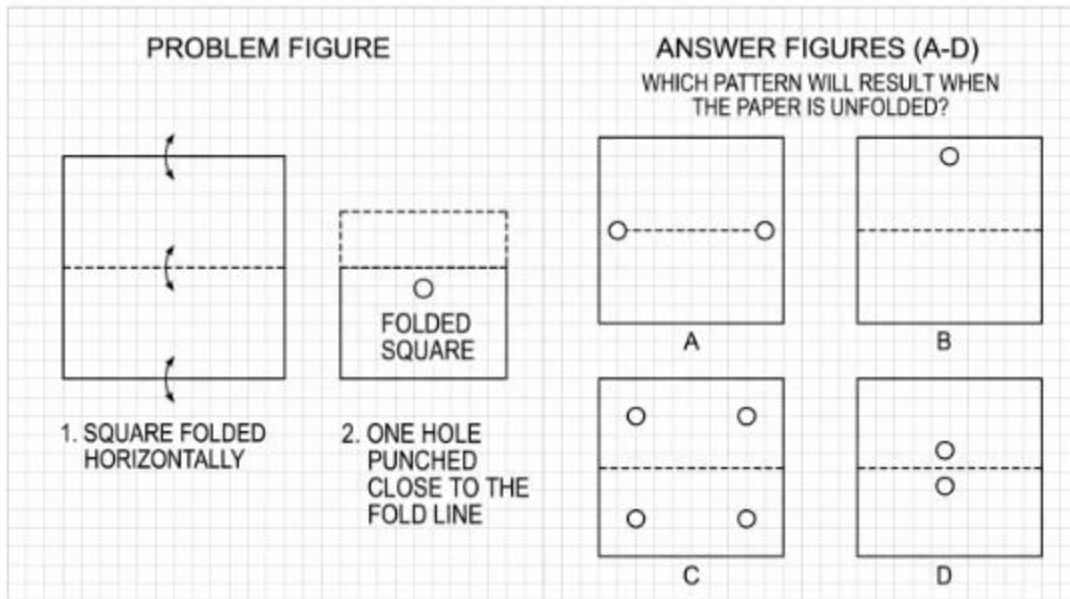 PROBLEM FIGURE
FOLDED
SQUARE
1. SQUARE FOLDED
HORIZONTALLY
2. ONE HOLE
PUNCHED
CLOSE TO THE
FOLD LINE
ANSWER FIGURES (A-D)
WHICH PATTERN WILL RESULT WHEN
THE PAPER IS UNFOLDED?
A
B
C
D